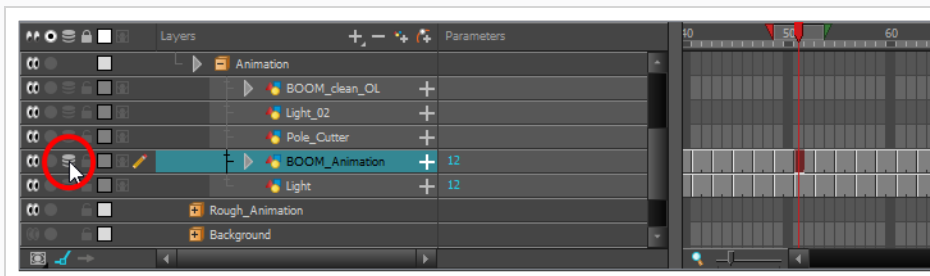 Layers Parameters 40 50 60
Animation
BOOM_clean_OL
Light_02
Pole_Cutter
BOOM_Animation 12
Light 12
Rough_Animation
Background